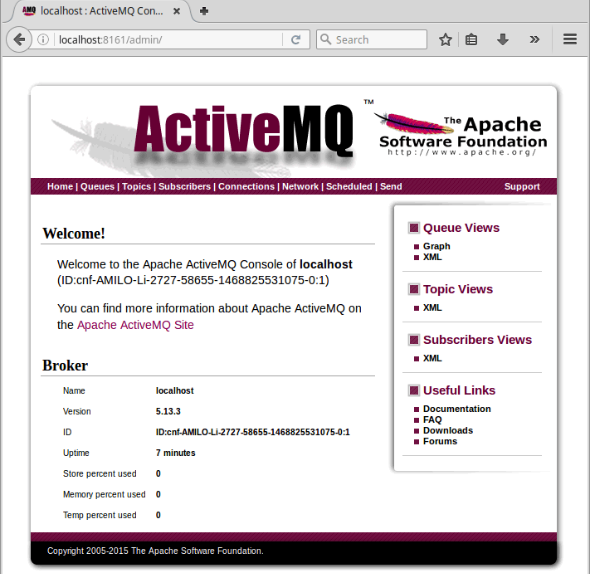 localhost : ActiveMQ Con...
localhost:8161/admin/
Search
ActiveMQ ™
The Apache
Software Foundation
http://www.apache.org/
Home | Queues | Topics | Subscribers | Connections | Network | Scheduled | Send
Support
Welcome!
Welcome to the Apache ActiveMQ Console of localhost
(ID:cnf-AMILO-Li-2727-58655-1468825531075-0:1)
You can find more information about Apache ActiveMQ on
the Apache ActiveMQ Site
Broker
Name localhost
Version 5.13.3
ID ID:cnf-AMILO-Li-2727-58655-1468825531075-0:1
Uptime 7 minutes
Store percent used 0
Memory percent used 0
Temp percent used 0
Queue Views
Graph
XML
Topic Views
XML
Subscribers Views
XML
Useful Links
Documentation
FAQ
Downloads
Forums
Copyright 2005-2015 The Apache Software Foundation.